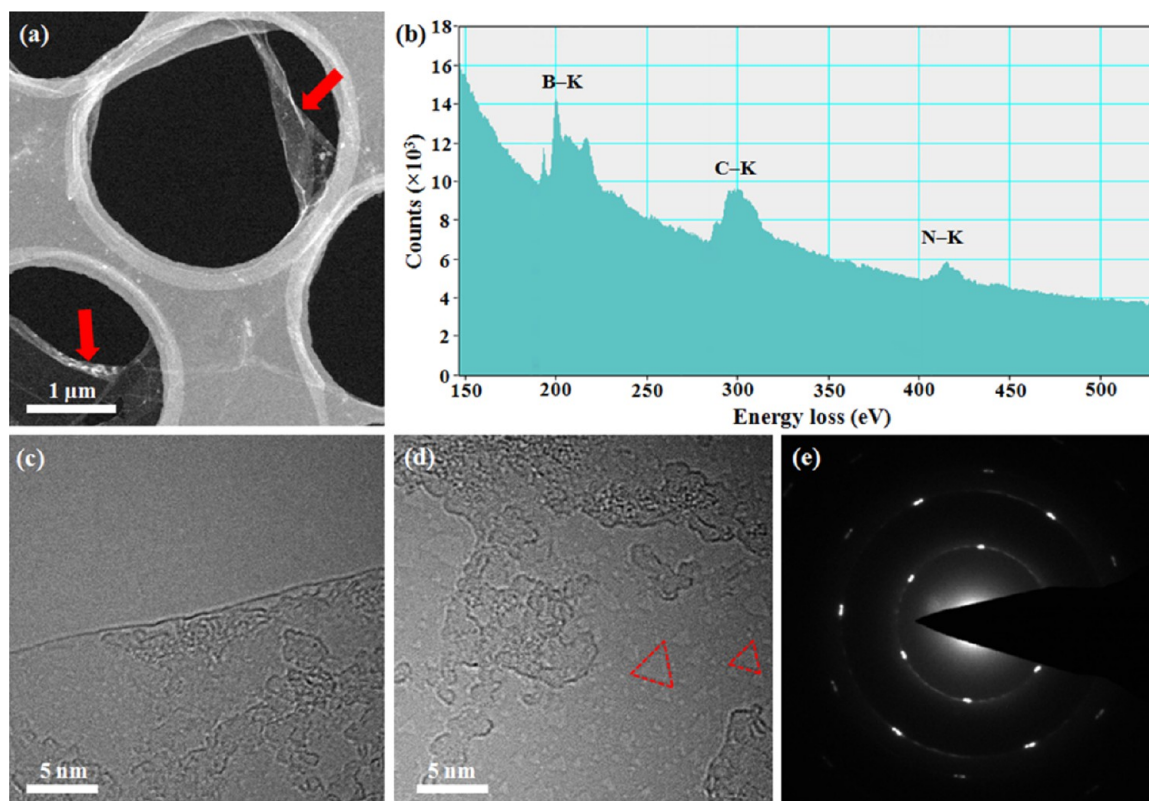 (a)
1 μm
(b)
Counts (×10³)
18
16
14
12
10
8
6
4
2
0
B–K
C–K
N–K
150 200 250 300 350 400 450 500
Energy loss (eV)
(c)
5 nm
(d)
5 nm
(e)